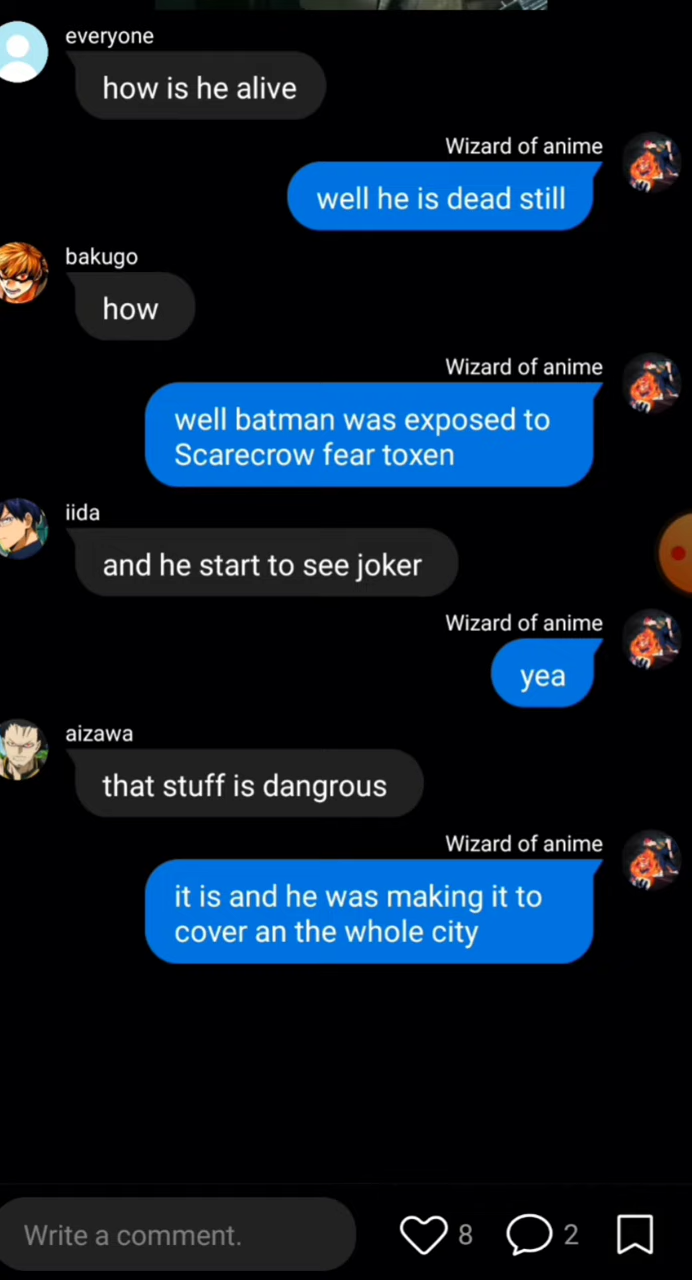 everyone
how is he alive
Wizard of anime
well he is dead still
bakugo
how
Wizard of anime
well batman was exposed to
Scarecrow fear toxen
iida
and he start to see joker
Wizard of anime
yea
aizawa
that stuff is dangrous
Wizard of anime
it is and he was making it to
cover an the whole city
Write a comment.
8
2